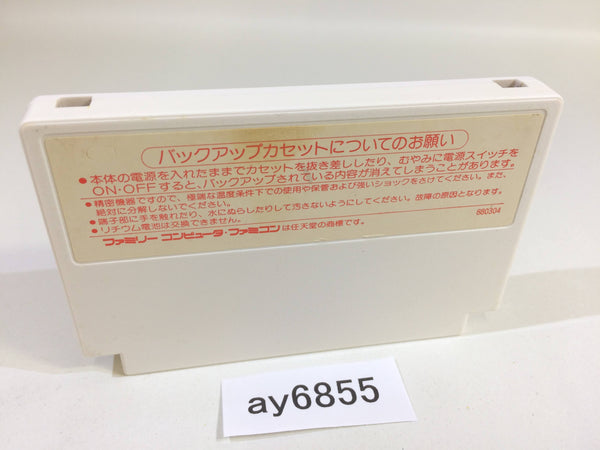 バックアップカセットについてのお願い
●本体の電源を入れたままでカセットを抜き差ししたり、むやみに電源スイッチを
ON・OFFすると、バックアップされている内容が消えてしまうことがあります。
●精密機器ですので、極端な温度条件下での使用や保管および強いショックをさけてください。また、
絶対に分解しないでください。
●端子部に手を触れたり、水にぬらしたりして汚さないようにしてください。故障の原因となります。
●リチウム電池は交換できません。
ファミリー コンピュータ・ファミコンは任天堂の商標です。
880304
ay6855